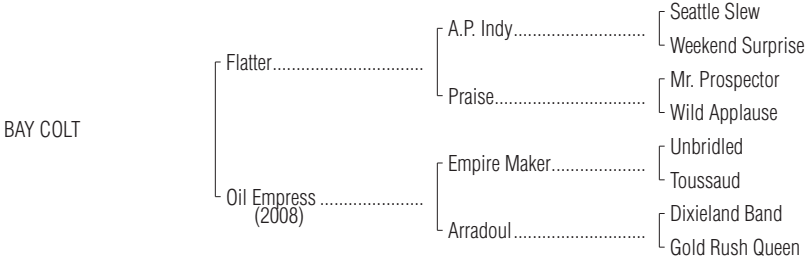 Seattle Slew
A.P. Indy..............................
Weekend Surprise
Flatter..................................
Mr. Prospector
Praise..................................
Wild Applause
BAY COLT
Unbridled
Empire Maker.....................
Toussaud
Oil Empress .......................
(2008)
Dixieland Band
Arradoul..............................
Gold Rush Queen